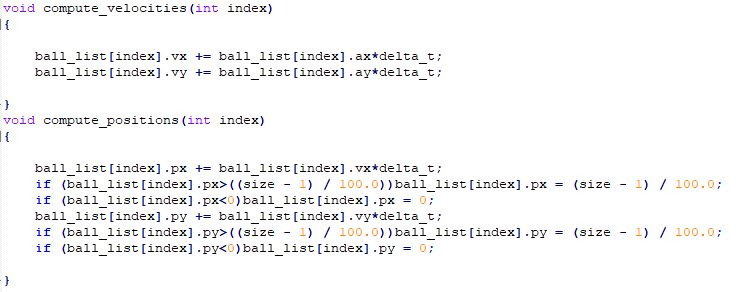 void compute_velocities(int index)
{
ball_list[index].vx += ball_list[index].ax*delta_t;
ball_list[index].vy += ball_list[index].ay*delta_t;
}
void compute_positions(int index)
{
ball_list[index].px += ball_list[index].vx*delta_t;
if (ball_list[index].px>((size - 1) / 100.0))ball_list[index].px = (size - 1) / 100.0;
if (ball_list[index].px<0)ball_list[index].px = 0;
ball_list[index].py += ball_list[index].vy*delta_t;
if (ball_list[index].py>((size - 1) / 100.0))ball_list[index].py = (size - 1) / 100.0;
if (ball_list[index].py<0)ball_list[index].py = 0;
}